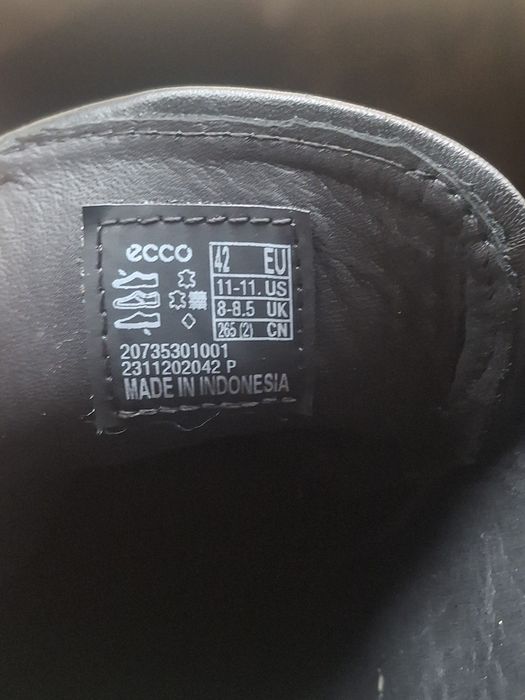 ecco
42 EU
11-11. US
8-8.5 UK
265 (2) CN
20735301001
2311202042 P
MADE IN INDONESIA